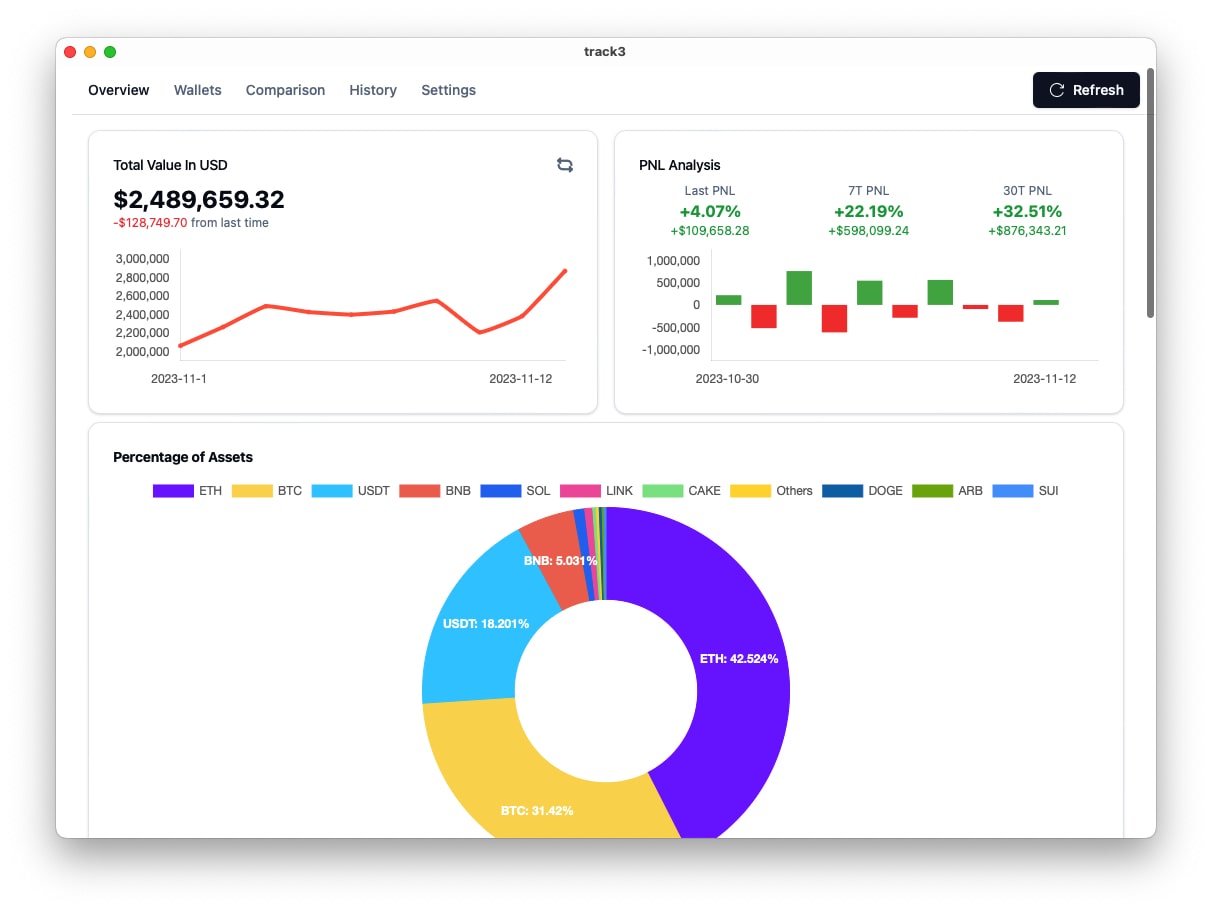 track3
Overview Wallets Comparison History Settings Refresh
Total Value In USD
$2,489,659.32
-$128,749.70 from last time
3,000,000
2,800,000
2,600,000
2,400,000
2,200,000
2,000,000
2023-11-1 2023-11-12
PNL Analysis
Last PNL 7T PNL 30T PNL
+4.07% +22.19% +32.51%
+$109,658.28 +$598,099.24 +$876,343.21
1,000,000
500,000
0
-500,000
-1,000,000
2023-10-30 2023-11-12
Percentage of Assets
ETH BTC USDT BNB SOL LINK CAKE Others DOGE ARB SUI
BNB: 5.031%
USDT: 18.201%
ETH: 42.524%
BTC: 31.42%